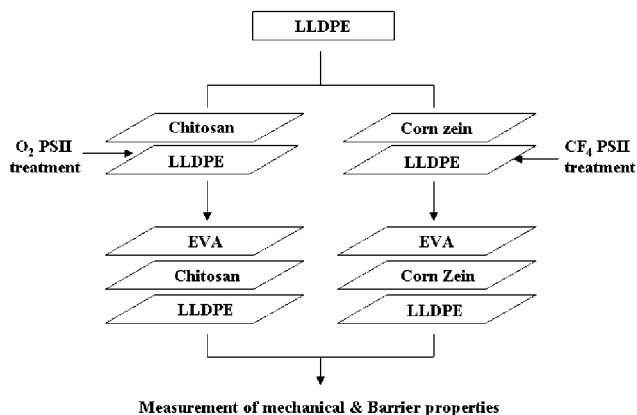 LLDPE
Chitosan
Corn zein
O₂ PSII
treatment
LLDPE
LLDPE
CF₄ PSII
treatment
EVA
EVA
Chitosan
Corn Zein
LLDPE
LLDPE
Measurement of mechanical & Barrier properties